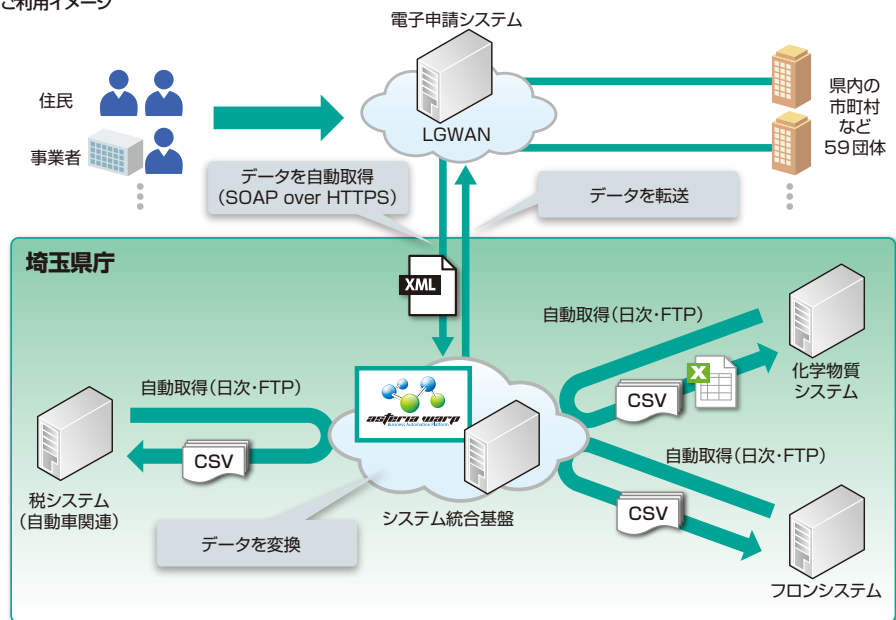 ご利用イメージ
電子申請システム
住民
事業者
LGWAN
県内の
市町村
など
59団体
データを自動取得
(SOAP over HTTPS)
データを転送
埼玉県庁
XML
自動取得(日次・FTP)
化学物質
システム
X
CSV
自動取得(日次・FTP)
CSV
税システム
(自動車関連)
asteria warp
Business Automation Platform
システム統合基盤
データを変換
自動取得(日次・FTP)
CSV
フロンシステム